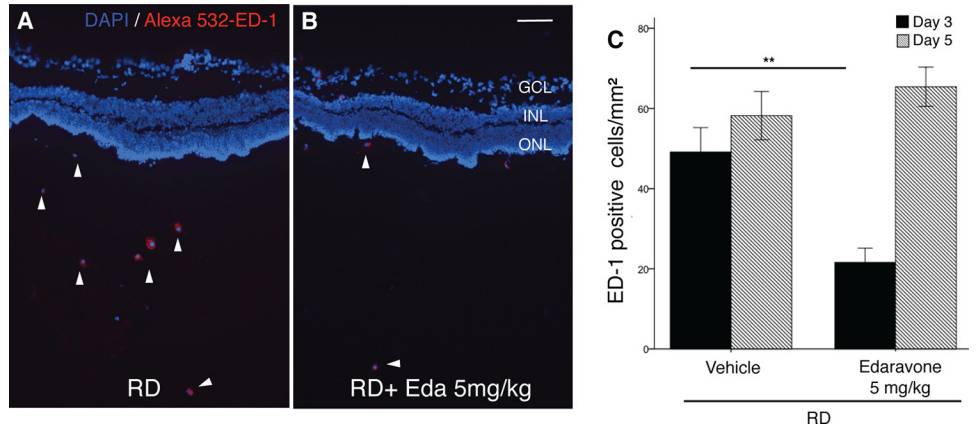 A
DAPI / Alexa 532-ED-1
RD
B
GCL
INL
ONL
RD+ Eda 5mg/kg
C
Day 3
Day 5
**
ED-1 positive cells/mm²
80
60
40
20
0
Vehicle
Edaravone
5 mg/kg
RD